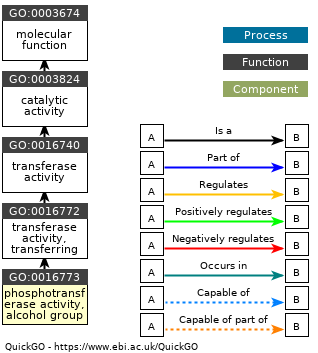 GO:0003674
molecular
function
GO:0003824
catalytic
activity
GO:0016740
transferase
activity
GO:0016772
transferase
activity,
transferring
GO:0016773
phosphotransf
erase activity,
alcohol group
Process
Function
Component
A Is a B
A Part of B
A Regulates B
A Positively regulates B
A Negatively regulates B
A Occurs in B
A Capable of B
A Capable of part of B
QuickGO - https://www.ebi.ac.uk/QuickGO